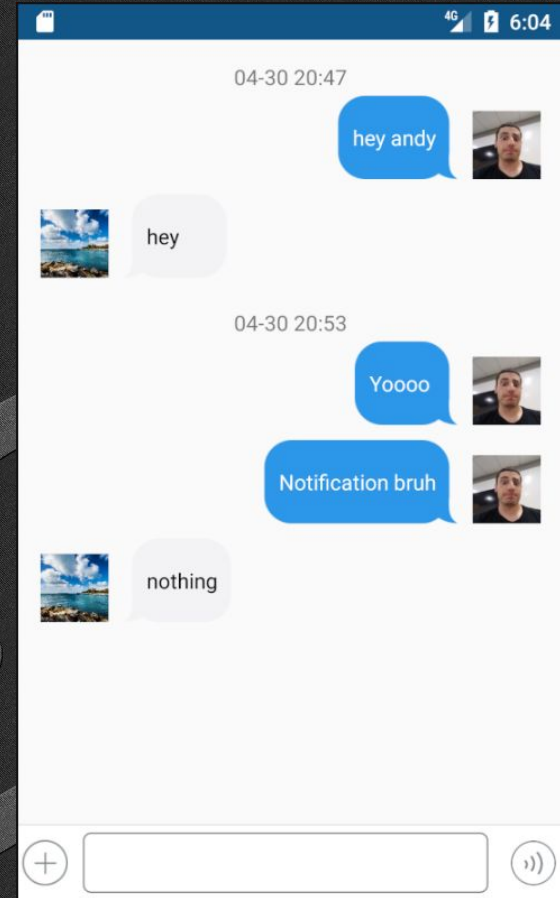 4G 6:04
04-30 20:47
hey andy
hey
04-30 20:53
Yoooo
Notification bruh
nothing